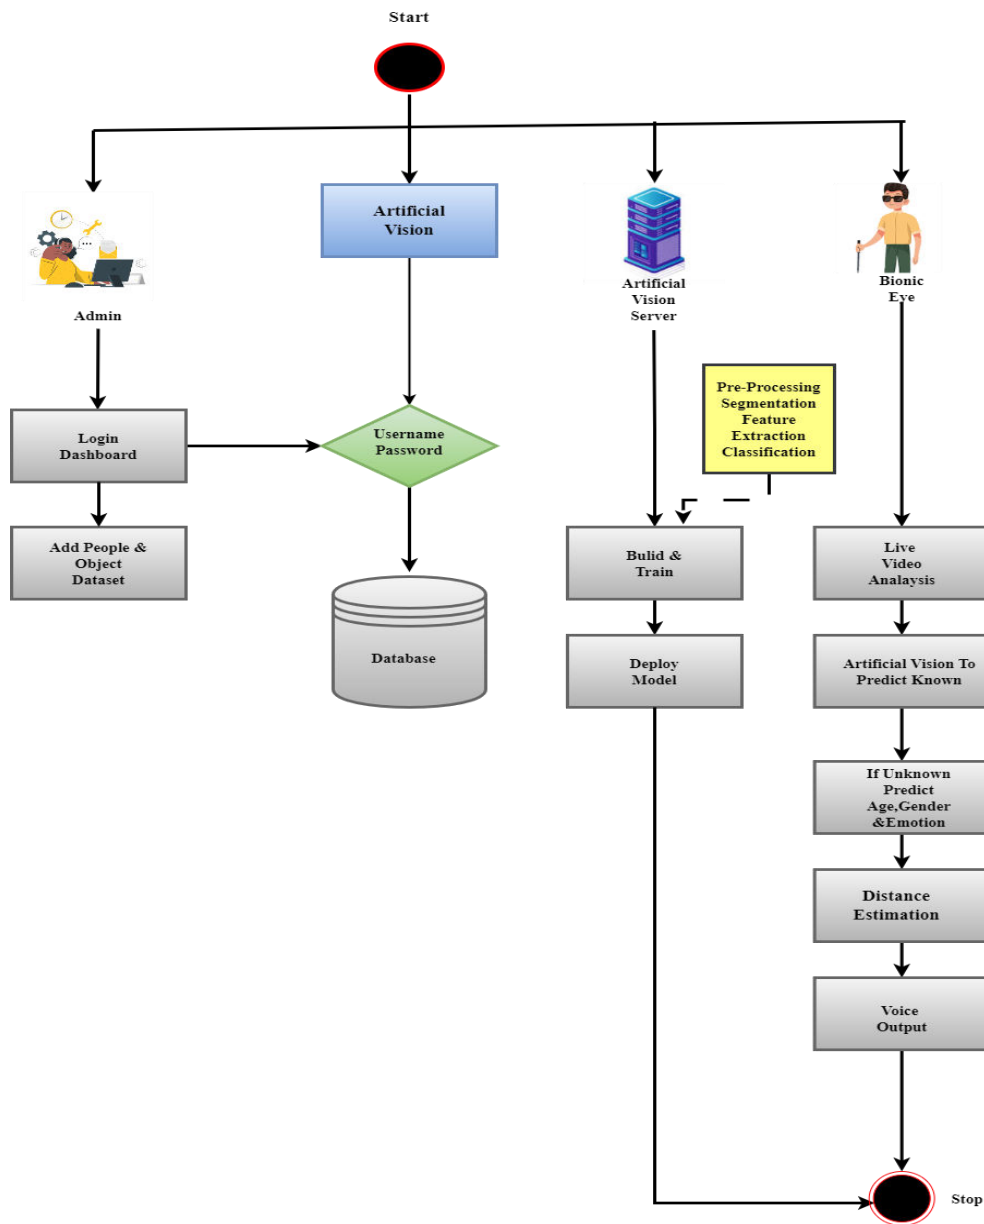 Start
Artificial
Vision
Admin
Artificial
Vision
Server
Bionic
Eye
Pre-Processing
Segmentation
Feature
Extraction
Classification
Login
Dashboard
Username
Password
Add People &
Object
Dataset
Database
Bulid &
Train
Deploy
Model
Live
Video
Analaysis
Artificial Vision To
Predict Known
If Unknown
Predict
Age,Gender
&Emotion
Distance
Estimation
Voice
Output
Stop